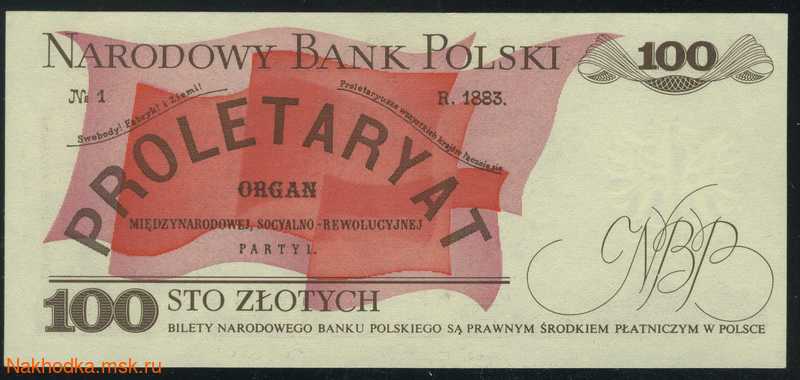 NARODOWY BANK POLSKI 100
№ 1 R. 1883.
Swobody! Fabryk! i Ziemi!
Proletaryusze wszystkich krajów łączcie się
PROLETARYAT
ORGAN
MIĘDZYNARODOWEJ, SOCYALNO-REWOLUCYJNEJ
PARTYI.
NBP
100 STO ZŁOTYCH
BILETY NARODOWEGO BANKU POLSKIEGO SĄ PRAWNYM ŚRODKIEM PŁATNICZYM W POLSCE
Nakhodka.msk.ru